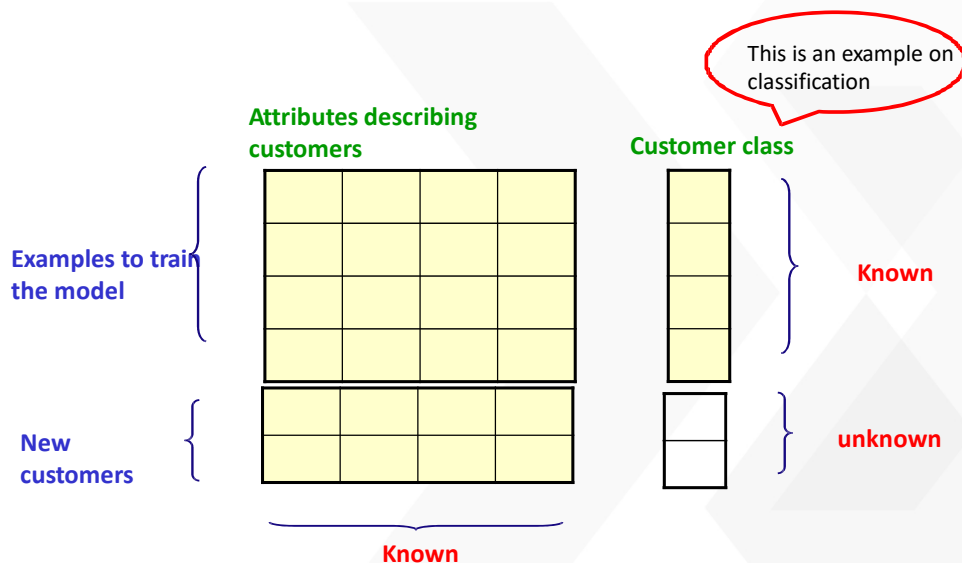 This is an example on
classification
Attributes describing
customers
Customer class
Examples to train
the model
Known
New
customers
unknown
Known